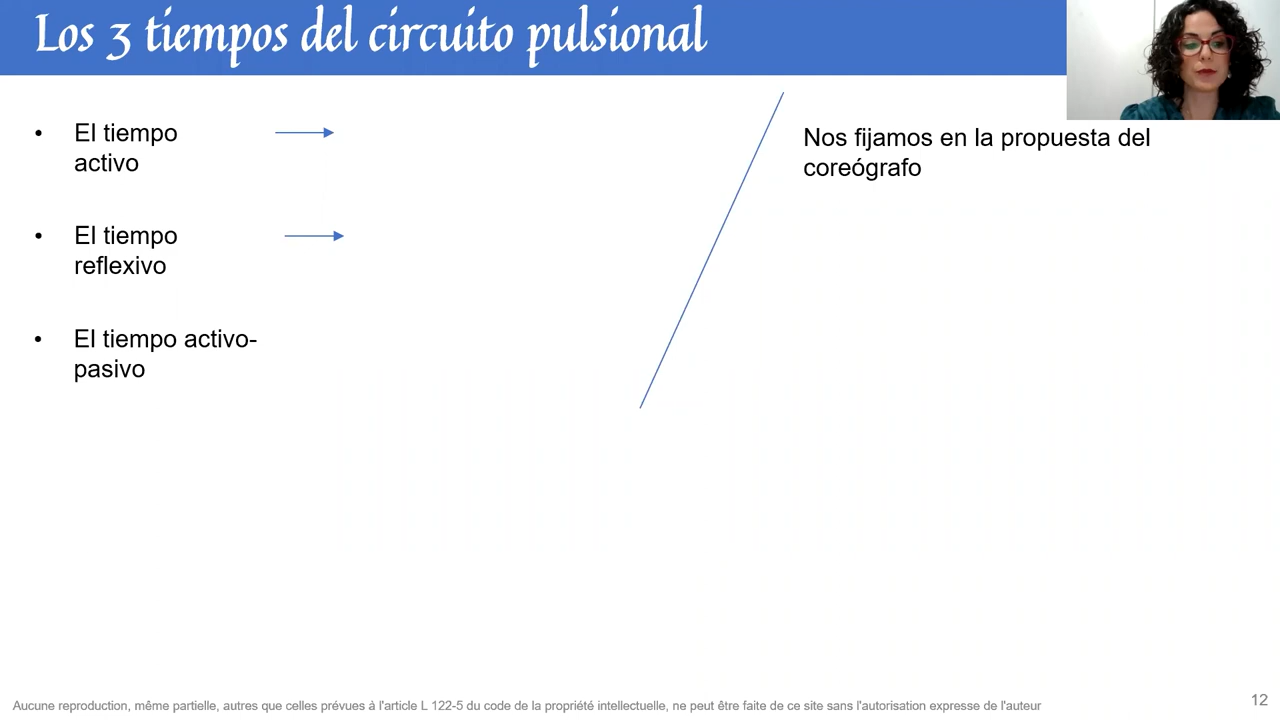 Los 3 tiempos del circuito pulsional
• El tiempo
activo
• El tiempo
reflexivo
• El tiempo activo-
pasivo
Nos fijamos en la propuesta del
coreógrafo
Aucune reproduction, même partielle, autres que celles prévues à l'article L 122-5 du code de la propriété intellectuelle, ne peut être faite de ce site sans l'autorisation expresse de l'auteur
12